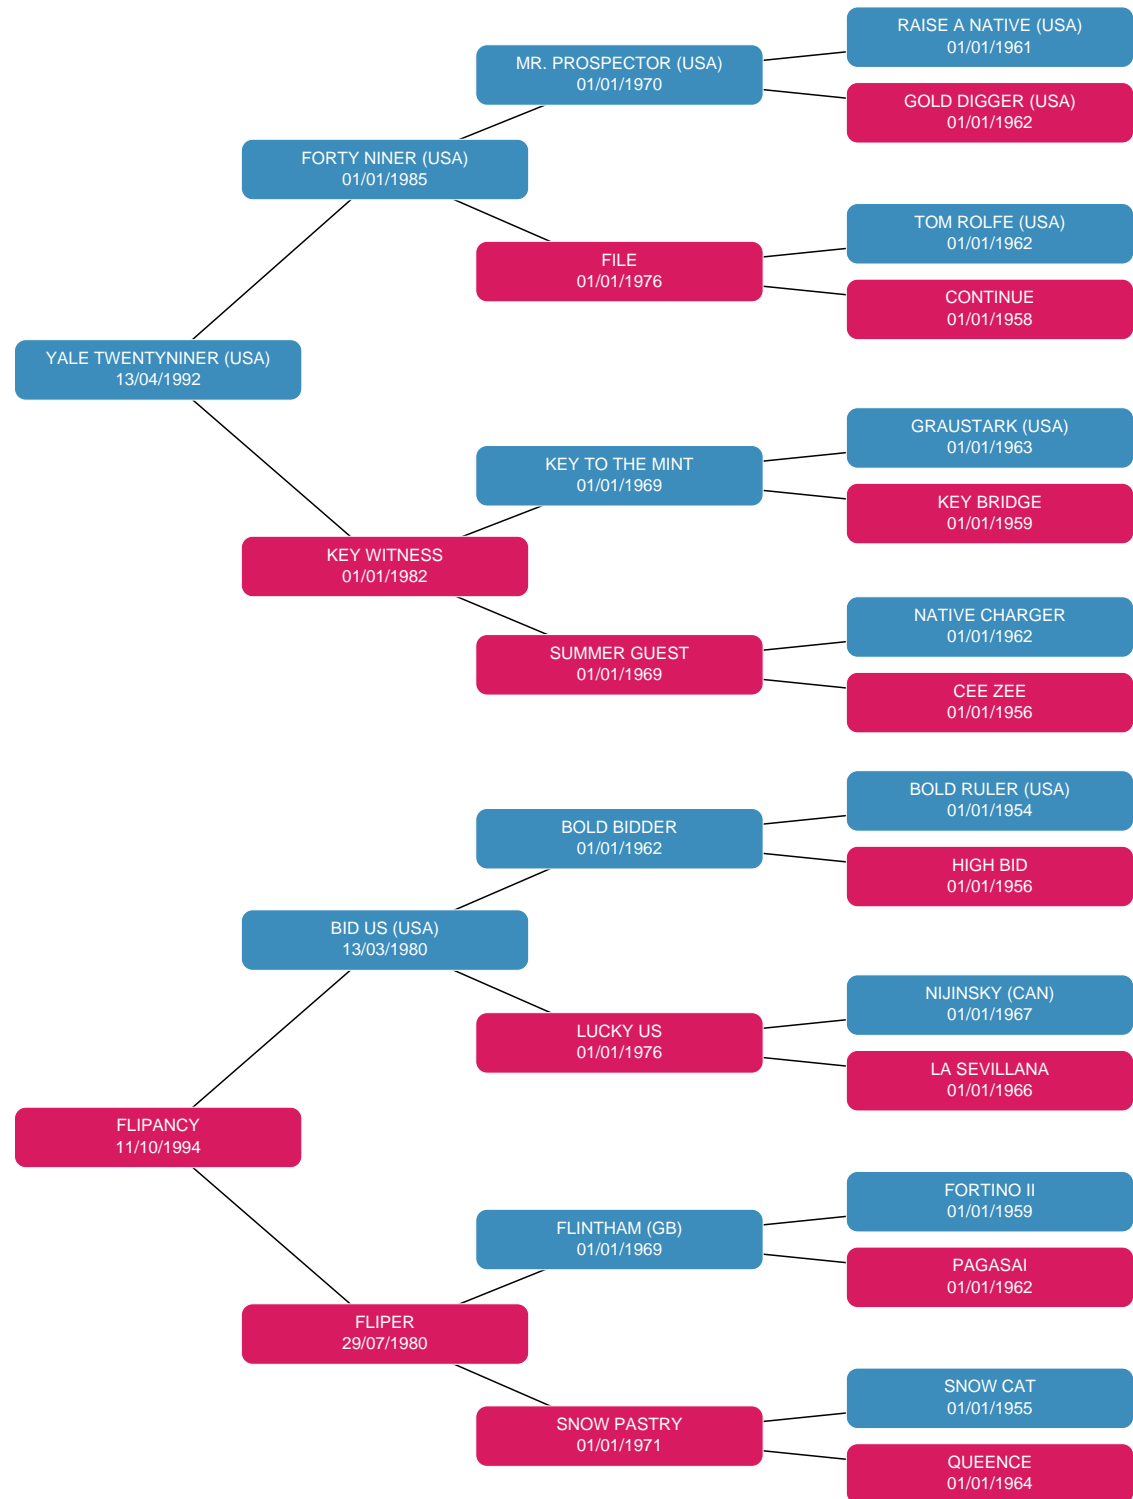 RAISE A NATIVE (USA)
01/01/1961
MR. PROSPECTOR (USA)
01/01/1970
GOLD DIGGER (USA)
01/01/1962
FORTY NINER (USA)
01/01/1985
TOM ROLFE (USA)
01/01/1962
FILE
01/01/1976
CONTINUE
01/01/1958
YALE TWENTYNINER (USA)
13/04/1992
GRAUSTARK (USA)
01/01/1963
KEY TO THE MINT
01/01/1969
KEY BRIDGE
01/01/1959
KEY WITNESS
01/01/1982
NATIVE CHARGER
01/01/1962
SUMMER GUEST
01/01/1969
CEE ZEE
01/01/1956
BOLD RULER (USA)
01/01/1954
BOLD BIDDER
01/01/1962
HIGH BID
01/01/1956
BID US (USA)
13/03/1980
NIJINSKY (CAN)
01/01/1967
LUCKY US
01/01/1976
LA SEVILLANA
01/01/1966
FLIPANCY
11/10/1994
FORTINO II
01/01/1959
FLINTHAM (GB)
01/01/1969
PAGASAI
01/01/1962
FLIPER
29/07/1980
SNOW CAT
01/01/1955
SNOW PASTRY
01/01/1971
QUEENCE
01/01/1964